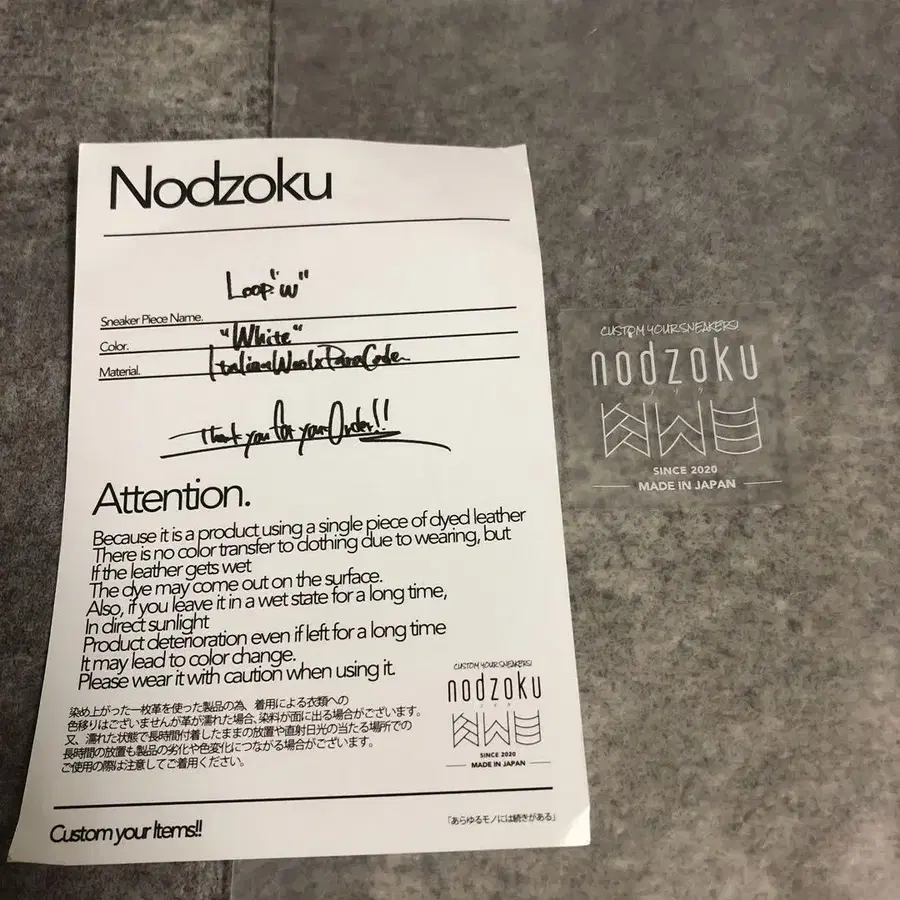 Nodzoku
Loop "w"
Sneaker Piece Name.
"White"
Color.
Italian Wool x Para Code
Material.
Thank you for your Order!!
Attention.
Because it is a product using a single piece of dyed leather
There is no color transfer to clothing due to wearing, but
If the leather gets wet
The dye may come out on the surface.
Also, if you leave it in a wet state for a long time,
In direct sunlight
Product deterioration even if left for a long time
It may lead to color change.
Please wear it with caution when using it.
染め上がった一枚革を使った製品の為、着用による衣類への
色移りはございませんが革が濡れた場合、染料が面に出る場合がございます。
又、濡れた状態で長時間付着したままの放置や直射日光の当たる場所での
長時間の放置も製品の劣化や色変化につながる場合がございます。
ご使用の際は注意してご着用ください。
CUSTOM YOUR SNEAKERS!
nodzoku
SINCE 2020
MADE IN JAPAN
Custom your Items!!
「あらゆるモノには続きがある」
CUSTOM YOUR SNEAKERS!
nodzoku
SINCE 2020
MADE IN JAPAN